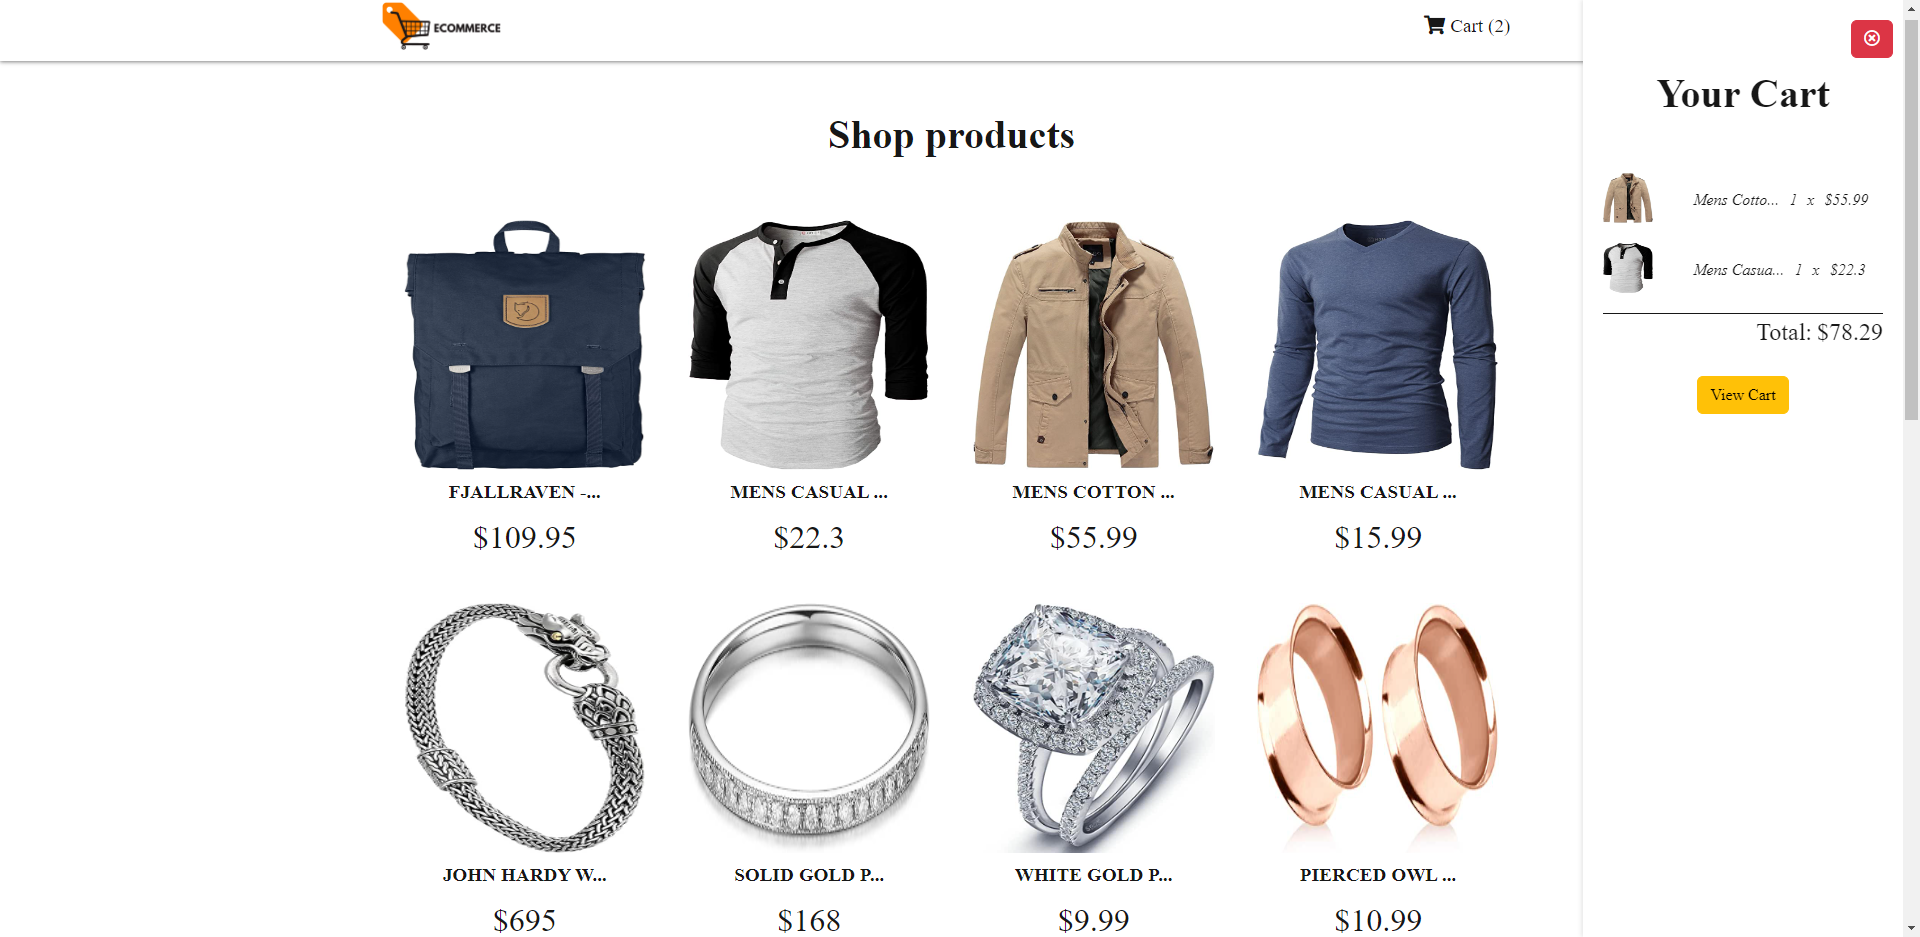 ECOMMERCE
Cart (2)
Shop products
FJALLRAVEN -...
$109.95
MENS CASUAL ...
$22.3
MENS COTTON ...
$55.99
MENS CASUAL ...
$15.99
JOHN HARDY W...
$695
SOLID GOLD P...
$168
WHITE GOLD P...
$9.99
PIERCED OWL ...
$10.99
Your Cart
Mens Cotto... 1 x $55.99
Mens Casua... 1 x $22.3
Total: $78.29
View Cart